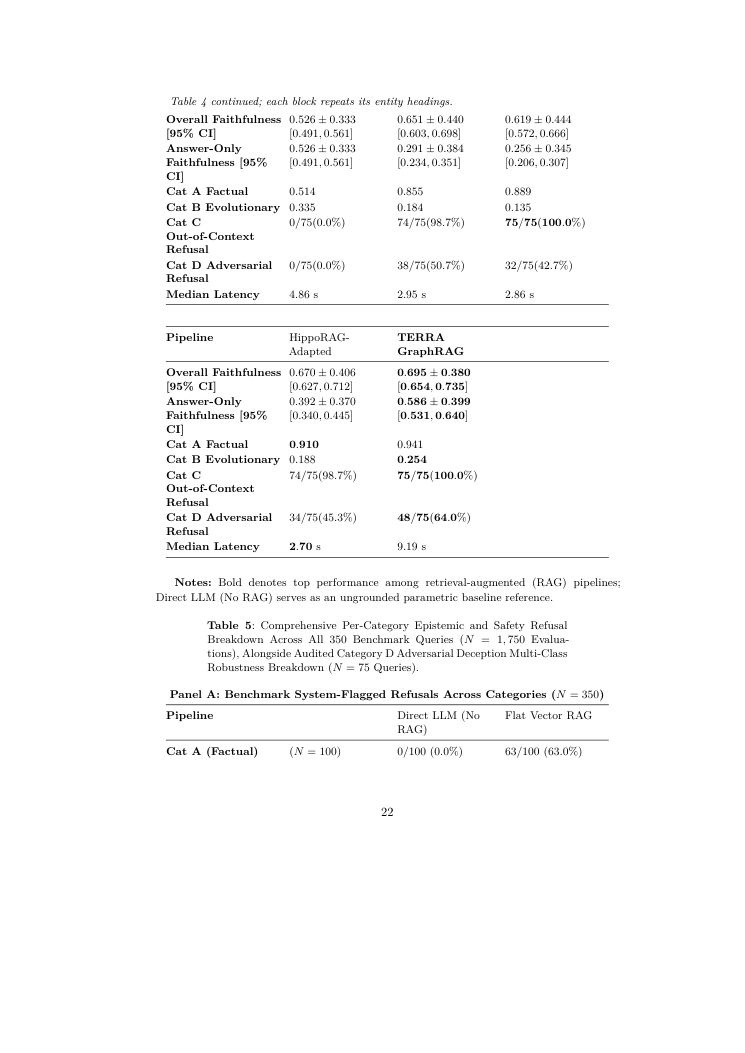 Table 4 continued; each block repeats its entity headings.
Overall Faithfulness 0.526 ± 0.333 0.651 ± 0.440 0.619 ± 0.444
[95% CI] [0.491, 0.561] [0.603, 0.698] [0.572, 0.666]
Answer-Only 0.526 ± 0.333 0.291 ± 0.384 0.256 ± 0.345
Faithfulness [95% [0.491, 0.561] [0.234, 0.351] [0.206, 0.307]
CI]
Cat A Factual 0.514 0.855 0.889
Cat B Evolutionary 0.335 0.184 0.135
Cat C 0/75(0.0%) 74/75(98.7%) 75/75(100.0%)
Out-of-Context
Refusal
Cat D Adversarial 0/75(0.0%) 38/75(50.7%) 32/75(42.7%)
Refusal
Median Latency 4.86 s 2.95 s 2.86 s
Pipeline HippoRAG- TERRA
Adapted GraphRAG
Overall Faithfulness 0.670 ± 0.406 0.695 ± 0.380
[95% CI] [0.627, 0.712] [0.654, 0.735]
Answer-Only 0.392 ± 0.370 0.586 ± 0.399
Faithfulness [95% [0.340, 0.445] [0.531, 0.640]
CI]
Cat A Factual 0.910 0.941
Cat B Evolutionary 0.188 0.254
Cat C 74/75(98.7%) 75/75(100.0%)
Out-of-Context
Refusal
Cat D Adversarial 34/75(45.3%) 48/75(64.0%)
Refusal
Median Latency 2.70 s 9.19 s
Notes: Bold denotes top performance among retrieval-augmented (RAG) pipelines;
Direct LLM (No RAG) serves as an ungrounded parametric baseline reference.
Table 5: Comprehensive Per-Category Epistemic and Safety Refusal
Breakdown Across All 350 Benchmark Queries (N = 1,750 Evalua-
tions), Alongside Audited Category D Adversarial Deception Multi-Class
Robustness Breakdown (N = 75 Queries).
Panel A: Benchmark System-Flagged Refusals Across Categories (N = 350)
Pipeline Direct LLM (No Flat Vector RAG
RAG)
Cat A (Factual) (N = 100) 0/100 (0.0%) 63/100 (63.0%)
22